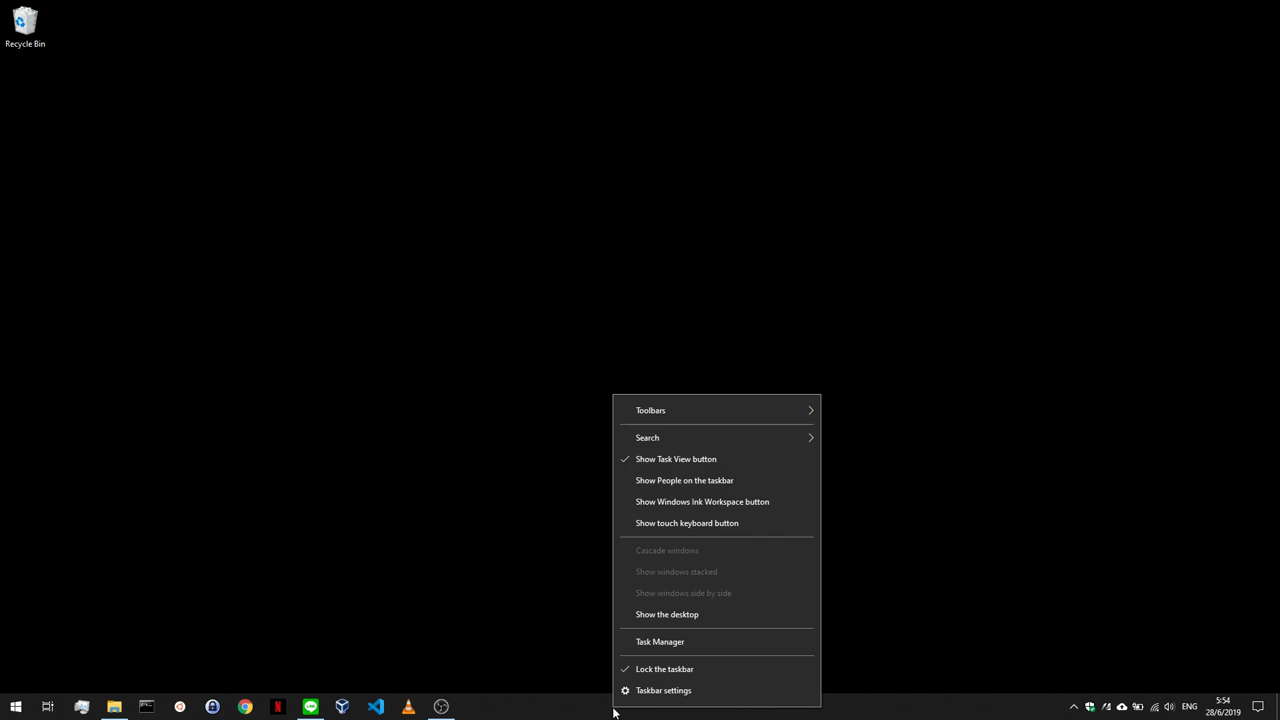 Recycle Bin
Toolbars
Search
Show Task View button
Show People on the taskbar
Show Windows Ink Workspace button
Show touch keyboard button
Cascade windows
Show windows stacked
Show windows side by side
Show the desktop
Task Manager
Lock the taskbar
Taskbar settings
N
LINE
ENG
5:54
28/6/2019